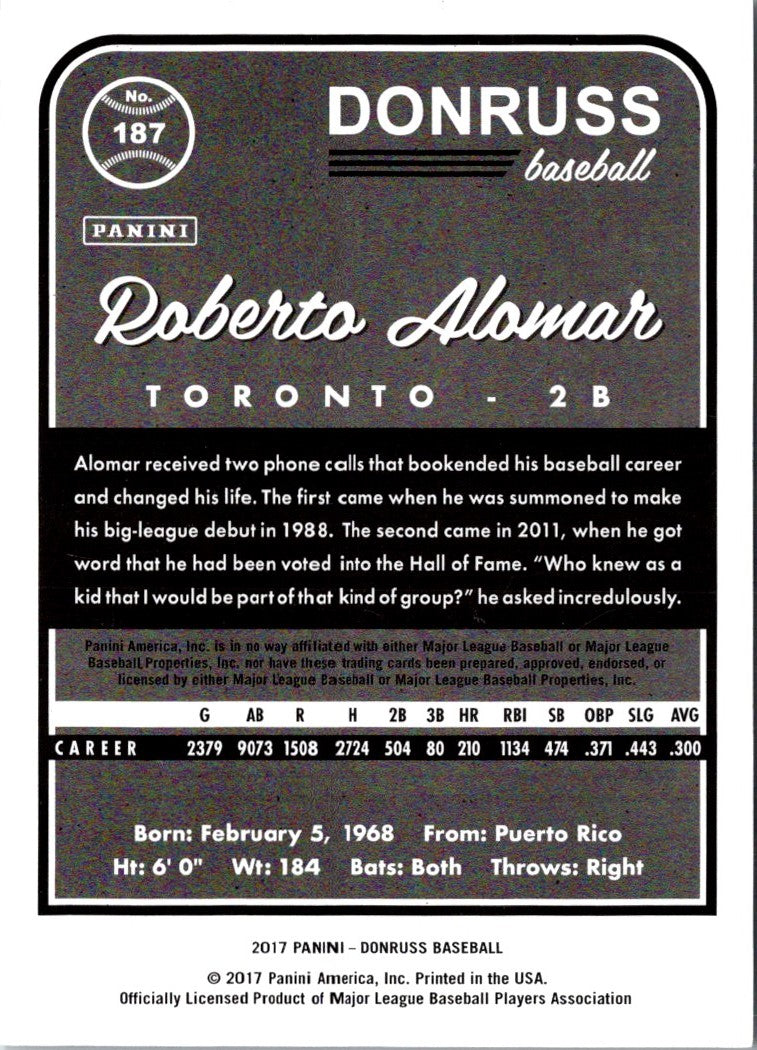 No.
187
DONRUSS
baseball
PANINI
Roberto Alomar
TORONTO - 2B
Alomar received two phone calls that bookended his baseball career
and changed his life. The first came when he was summoned to make
his big-league debut in 1988. The second came in 2011, when he got
word that he had been voted into the Hall of Fame. "Who knew as a
kid that I would be part of that kind of group?" he asked incredulously.
Panini America, Inc. is in no way affiliated with either Major League Baseball or Major League
Baseball Properties, Inc. nor have these trading cards been prepared, approved, endorsed, or
licensed by either Major League Baseball or Major League Baseball Properties, Inc.
G AB R H 2B 3B HR RBI SB OBP SLG AVG
CAREER 2379 9073 1508 2724 504 80 210 1134 474 .371 .443 .300
Born: February 5, 1968 From: Puerto Rico
Ht: 6' 0" Wt: 184 Bats: Both Throws: Right
2017 PANINI – DONRUSS BASEBALL
© 2017 Panini America, Inc. Printed in the USA.
Officially Licensed Product of Major League Baseball Players Association